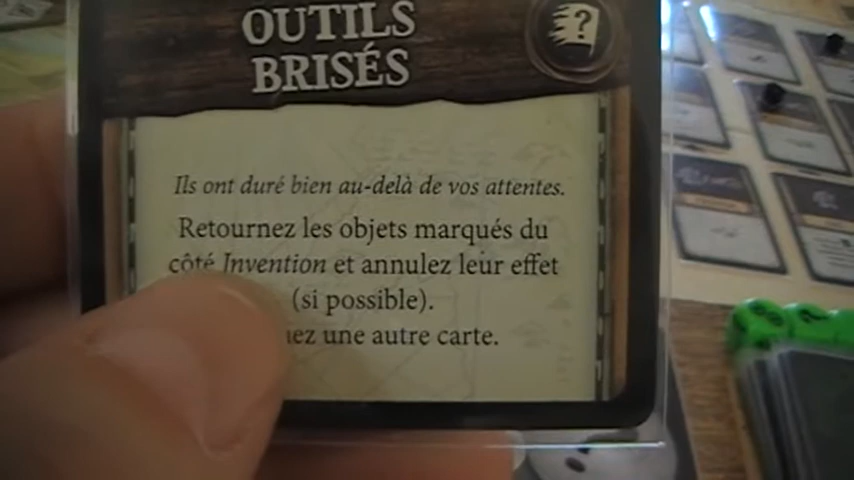 OUTILS
BRISÉS
?
Ils ont duré bien au-delà de vos attentes.
Retournez les objets marqués du
côté Invention et annulez leur effet
(si possible).
une autre carte.